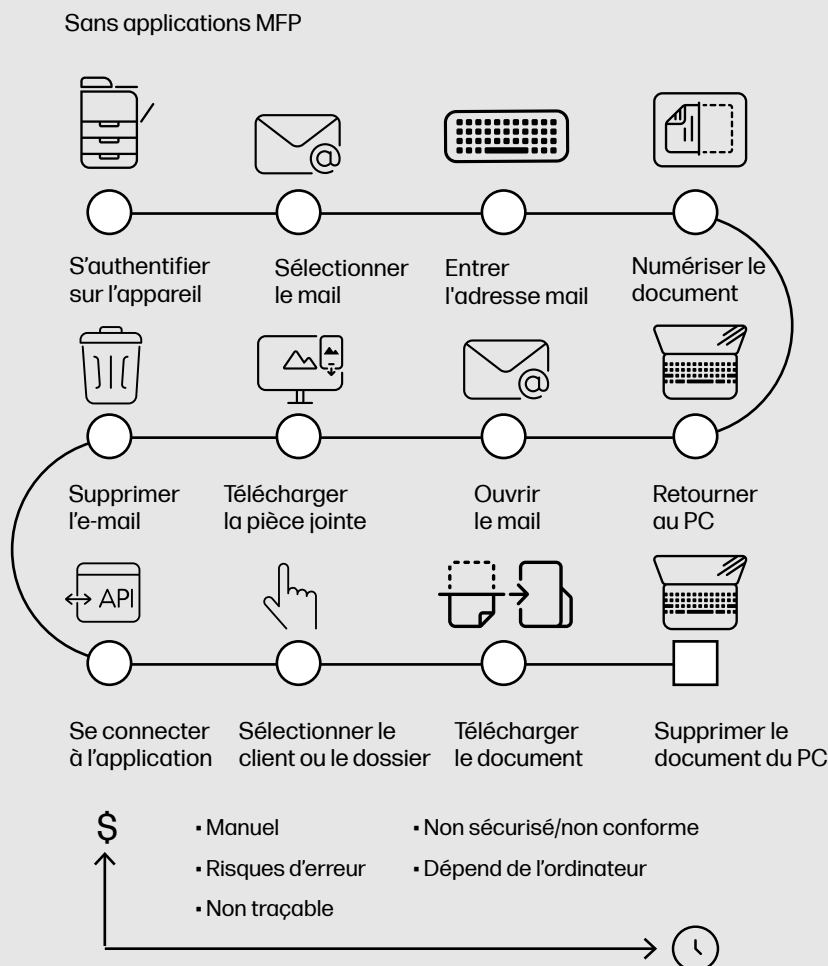 Sans applications MFP
@
S'authentifier
sur l'appareil
Sélectionner
le mail
Entrer
l'adresse mail
Numériser le
document
@
Supprimer
l'e-mail
Télécharger
la pièce jointe
Ouvrir
le mail
Retourner
au PC
API
Se connecter
à l'application
Sélectionner le
client ou le dossier
Télécharger
le document
Supprimer le
document du PC
$
▪ Manuel
▪ Risques d'erreur
▪ Non traçable
▪ Non sécurisé/non conforme
▪ Dépend de l'ordinateur